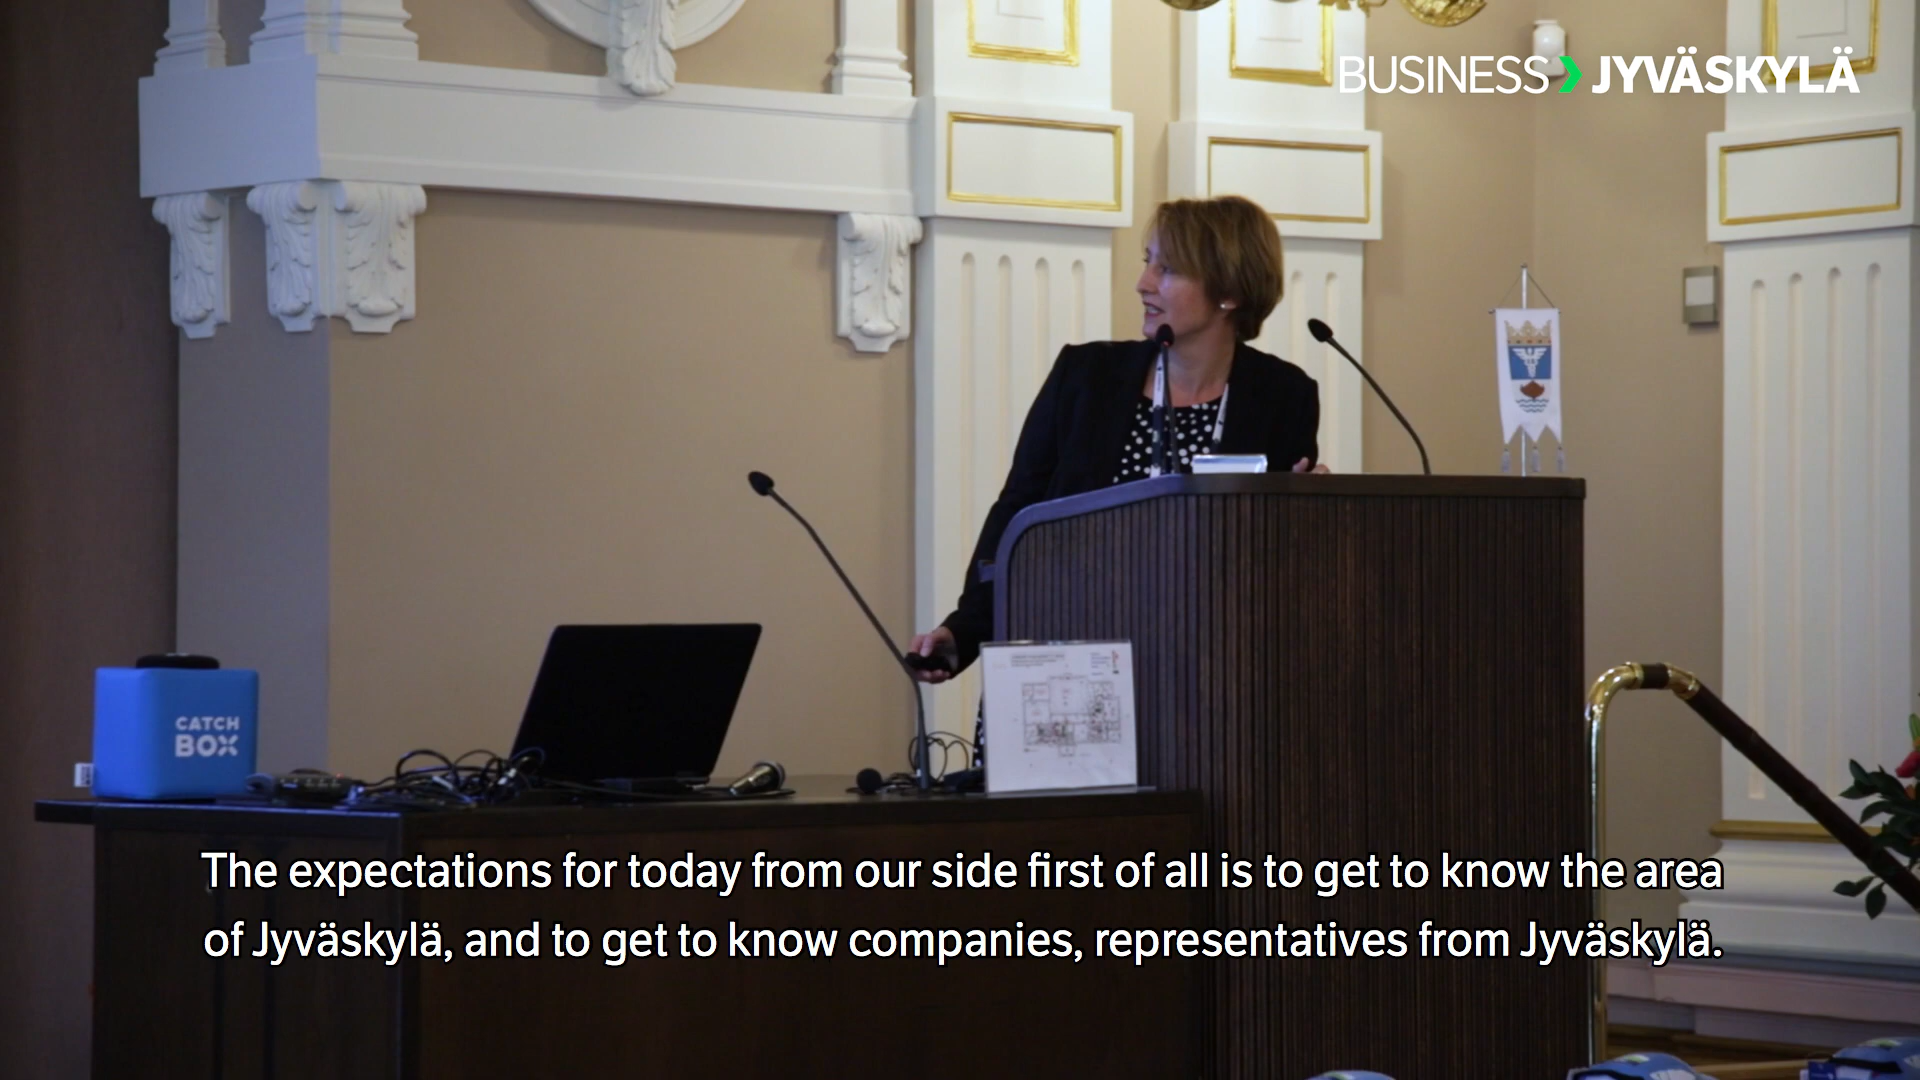 BUSINESS JYVÄSKYLÄ
CATCH
BOX
The expectations for today from our side first of all is to get to know the area
of Jyväskylä, and to get to know companies, representatives from Jyväskylä.